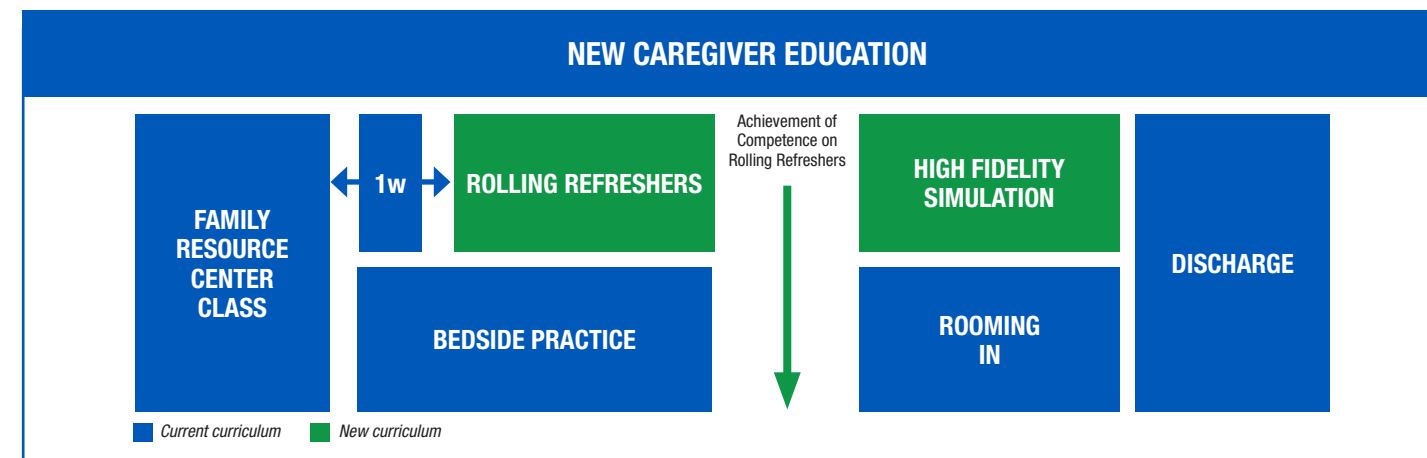 NEW CAREGIVER EDUCATION
FAMILY
RESOURCE
CENTER
CLASS
1w
ROLLING REFRESHERS
BEDSIDE PRACTICE
Achievement of
Competence on
Rolling Refreshers
HIGH FIDELITY
SIMULATION
ROOMING
IN
DISCHARGE
Current curriculum
New curriculum